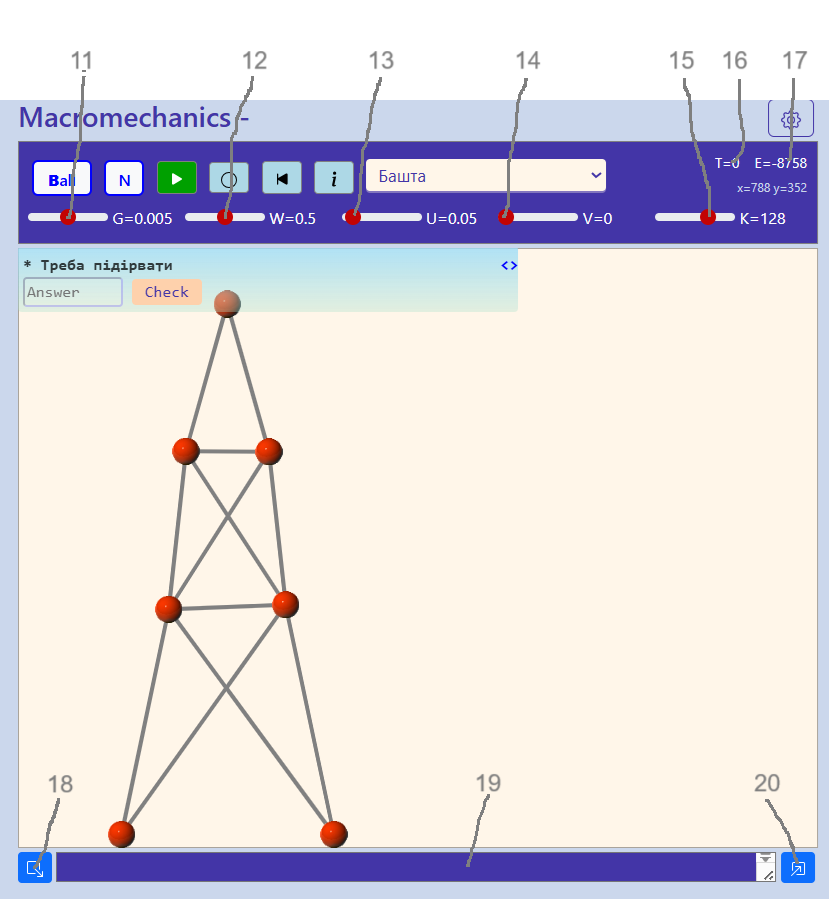 11 12 13 14 15 16 17
Macromechanics -
Ball N i Башта T=0 E=-8758
x=788 y=352
G=0.005 W=0.5 U=0.05 V=0 K=128
* Треба підірвати <>
Answer Check
18 19 20